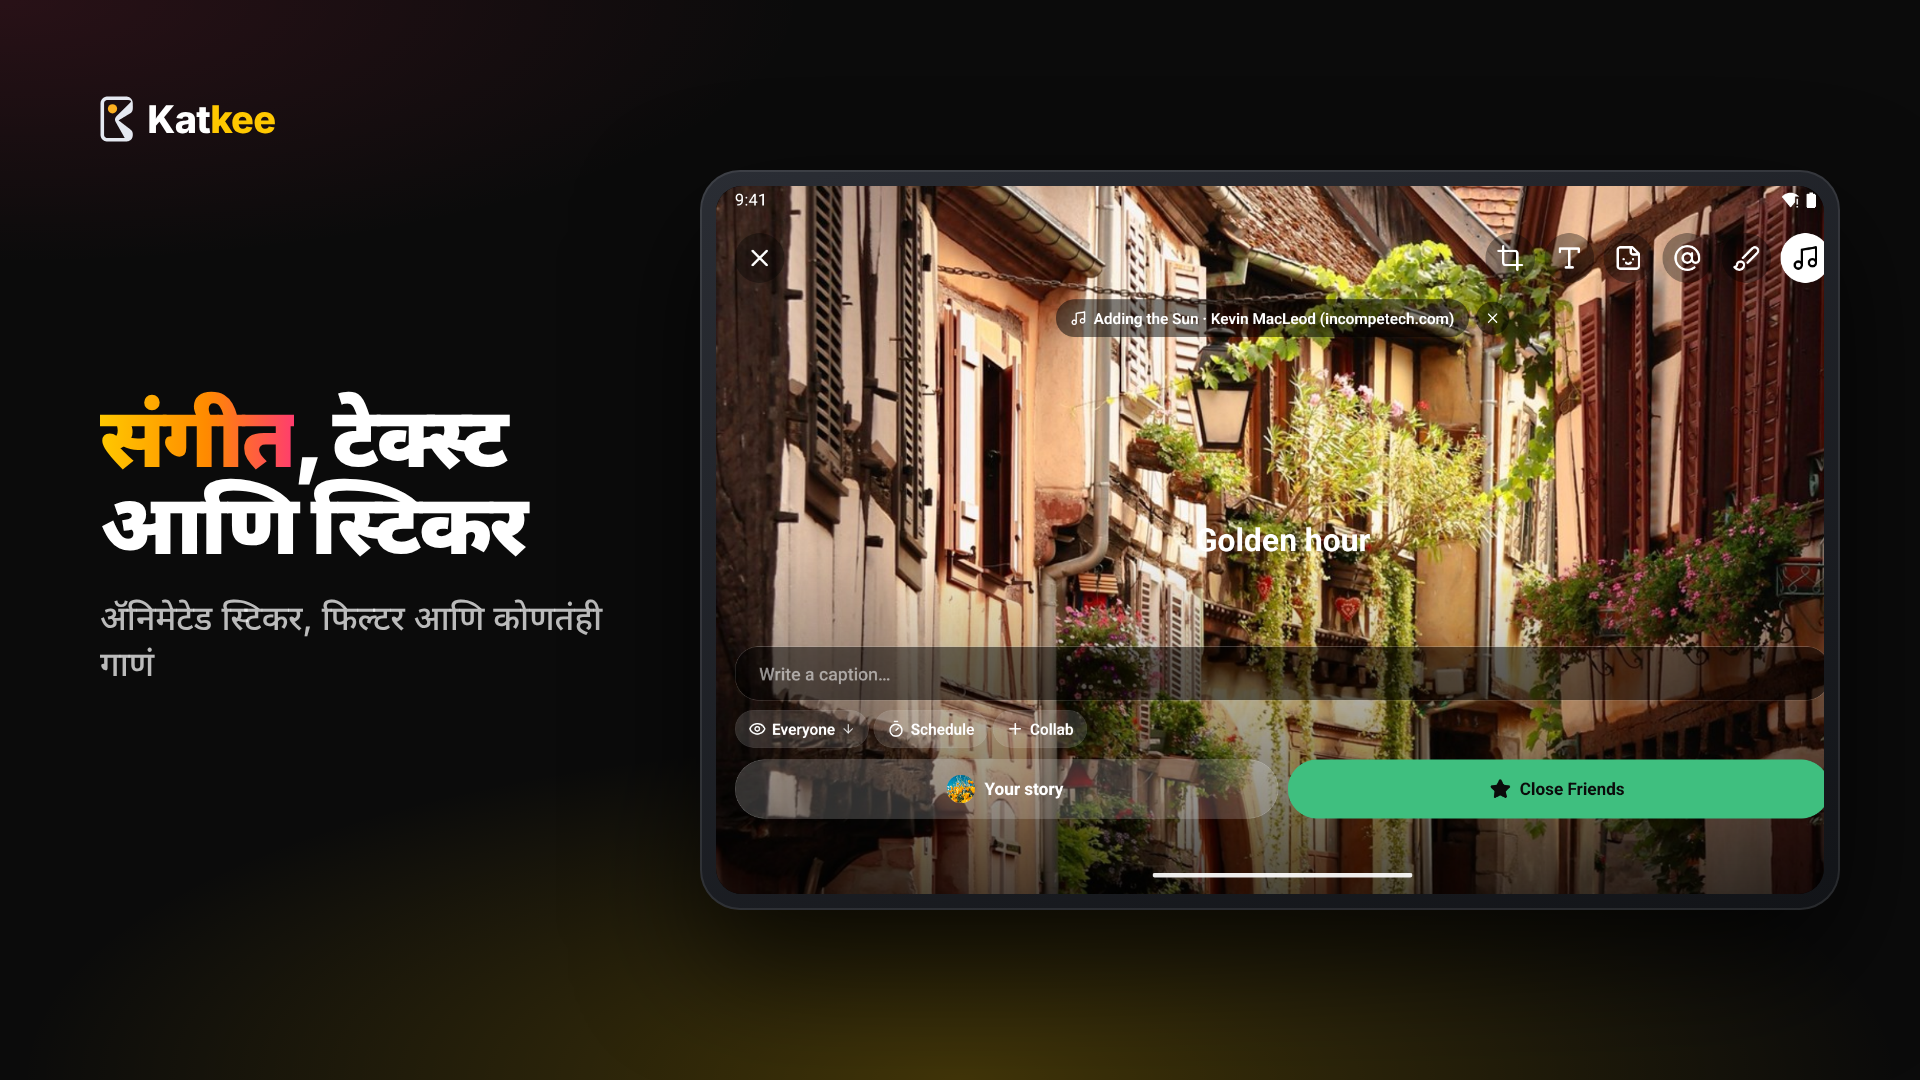 Katkee
संगीत, टेक्स्ट
आणि स्टिकर
ॲनिमेटेड स्टिकर, फिल्टर आणि कोणतंही
गाणं
9:41
Adding the Sun · Kevin MacLeod (incompetech.com)
Golden hour
Write a caption...
Everyone
Schedule
Collab
Your story
Close Friends